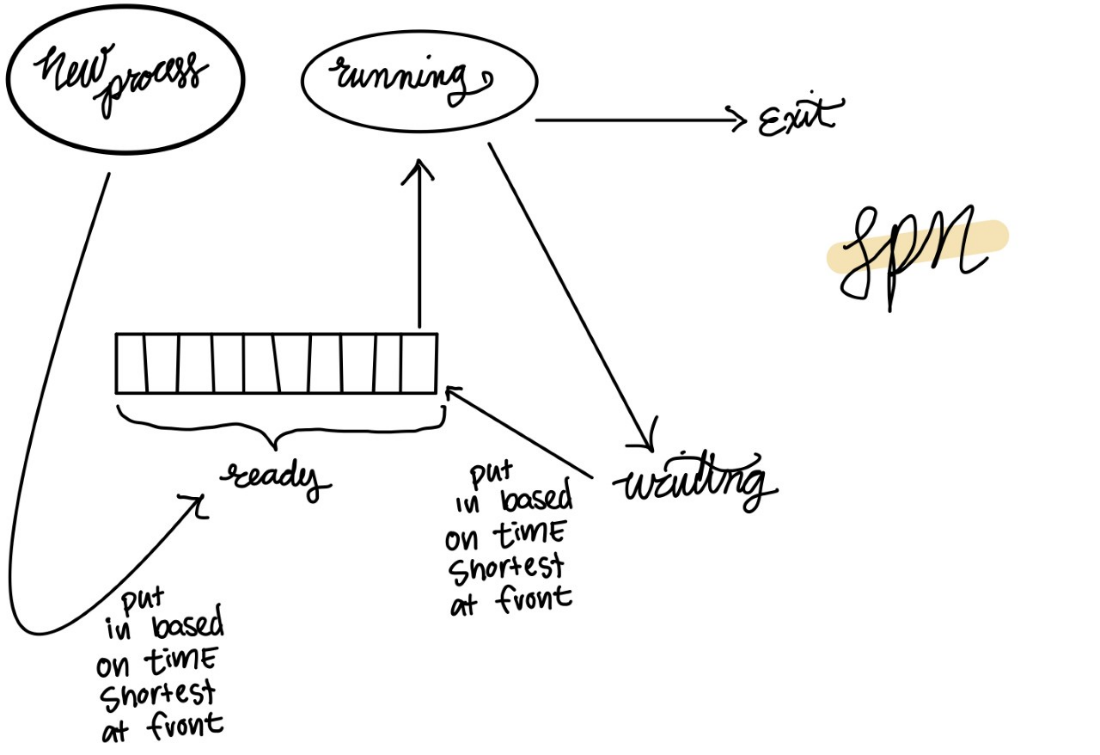 New
process
running
Exit
SPN
ready
waiting
put
in based
on timE
Shortest
at front
put
in based
on timE
Shortest
at front